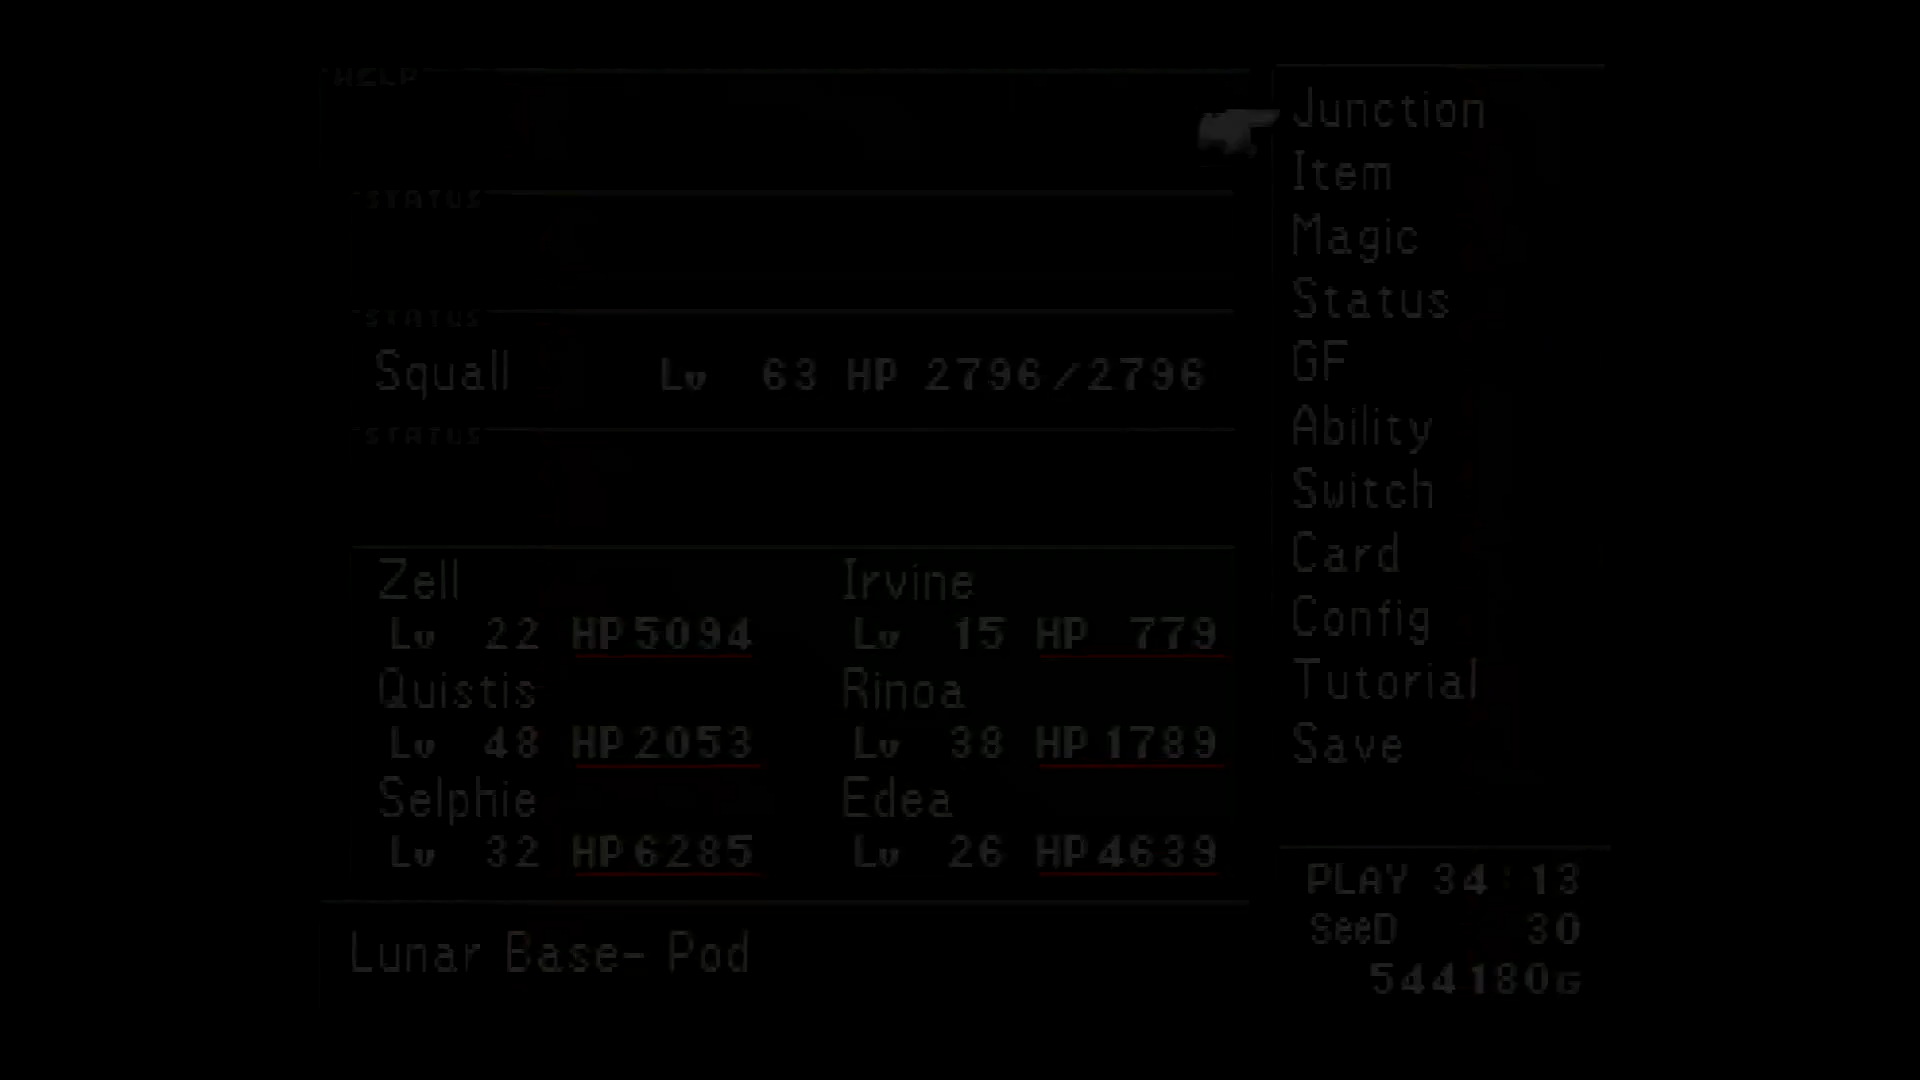 HELP
STATUS
STATUS
Squall Lv 63 HP 2796/2796
STATUS
Zell
Lv 22 HP 5094
Quistis
Lv 48 HP 2053
Selphie
Lv 32 HP 6285
Irvine
Lv 15 HP 779
Rinoa
Lv 38 HP 1789
Edea
Lv 26 HP 4639
Lunar Base- Pod
Junction
Item
Magic
Status
GF
Ability
Switch
Card
Config
Tutorial
Save
PLAY 34:13
SeeD 30
544180G